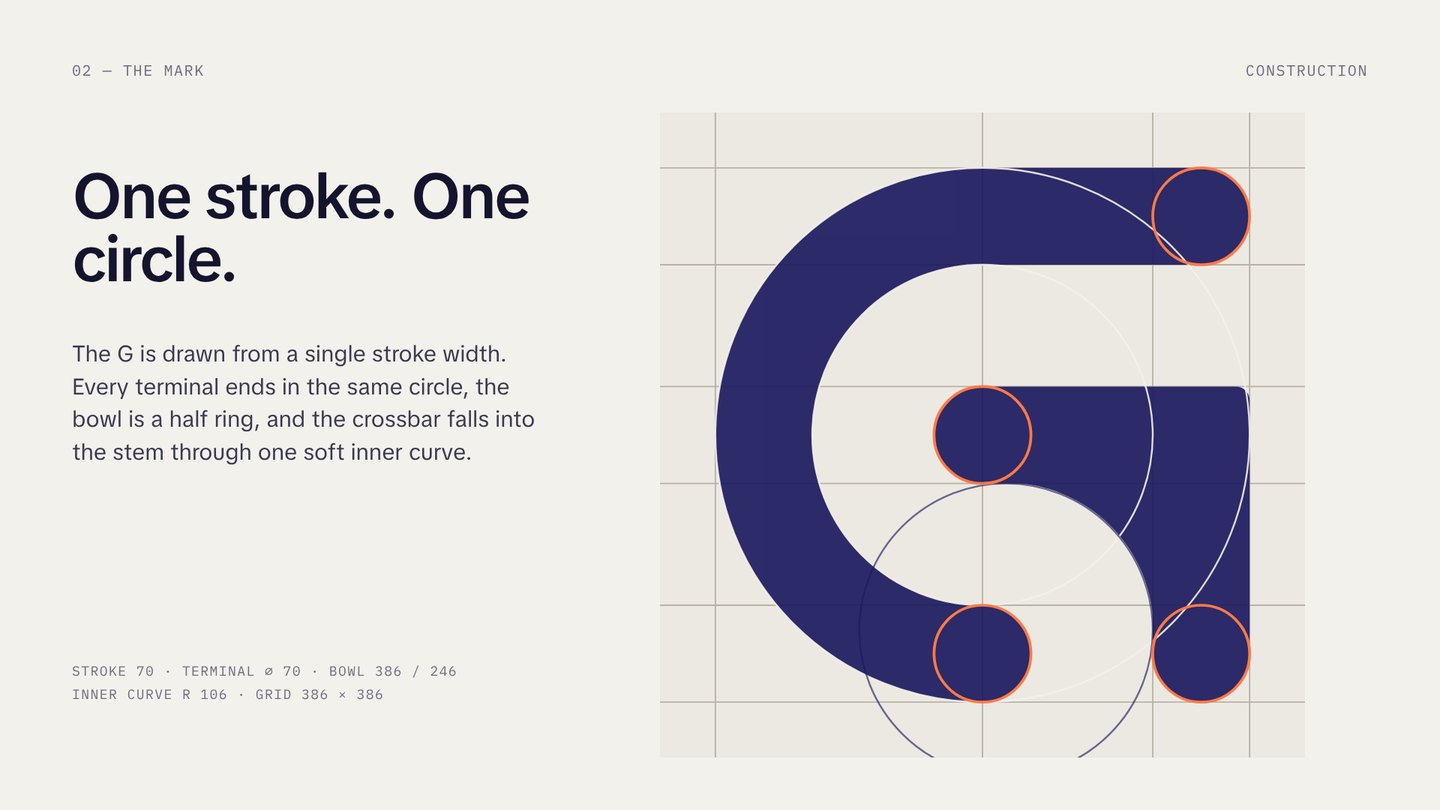 02 — THE MARK
CONSTRUCTION
One stroke. One
circle.
The G is drawn from a single stroke width.
Every terminal ends in the same circle, the
bowl is a half ring, and the crossbar falls into
the stem through one soft inner curve.
STROKE 70 · TERMINAL ⌀ 70 · BOWL 386 / 246
INNER CURVE R 106 · GRID 386 × 386